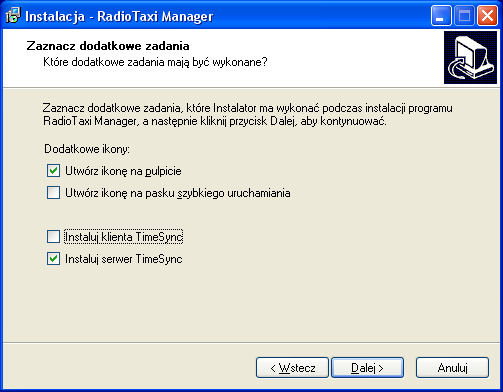 Instalacja - RadioTaxi Manager
Zaznacz dodatkowe zadania
Które dodatkowe zadania mają być wykonane?
Zaznacz dodatkowe zadania, które Instalator ma wykonać podczas instalacji programu
RadioTaxi Manager, a następnie kliknij przycisk Dalej, aby kontynuować.
Dodatkowe ikony:
Utwórz ikonę na pulpicie
Utwórz ikonę na pasku szybkiego uruchamiania
Instaluj klienta TimeSync
Instaluj serwer TimeSync
< Wstecz
Dalej >
Anuluj